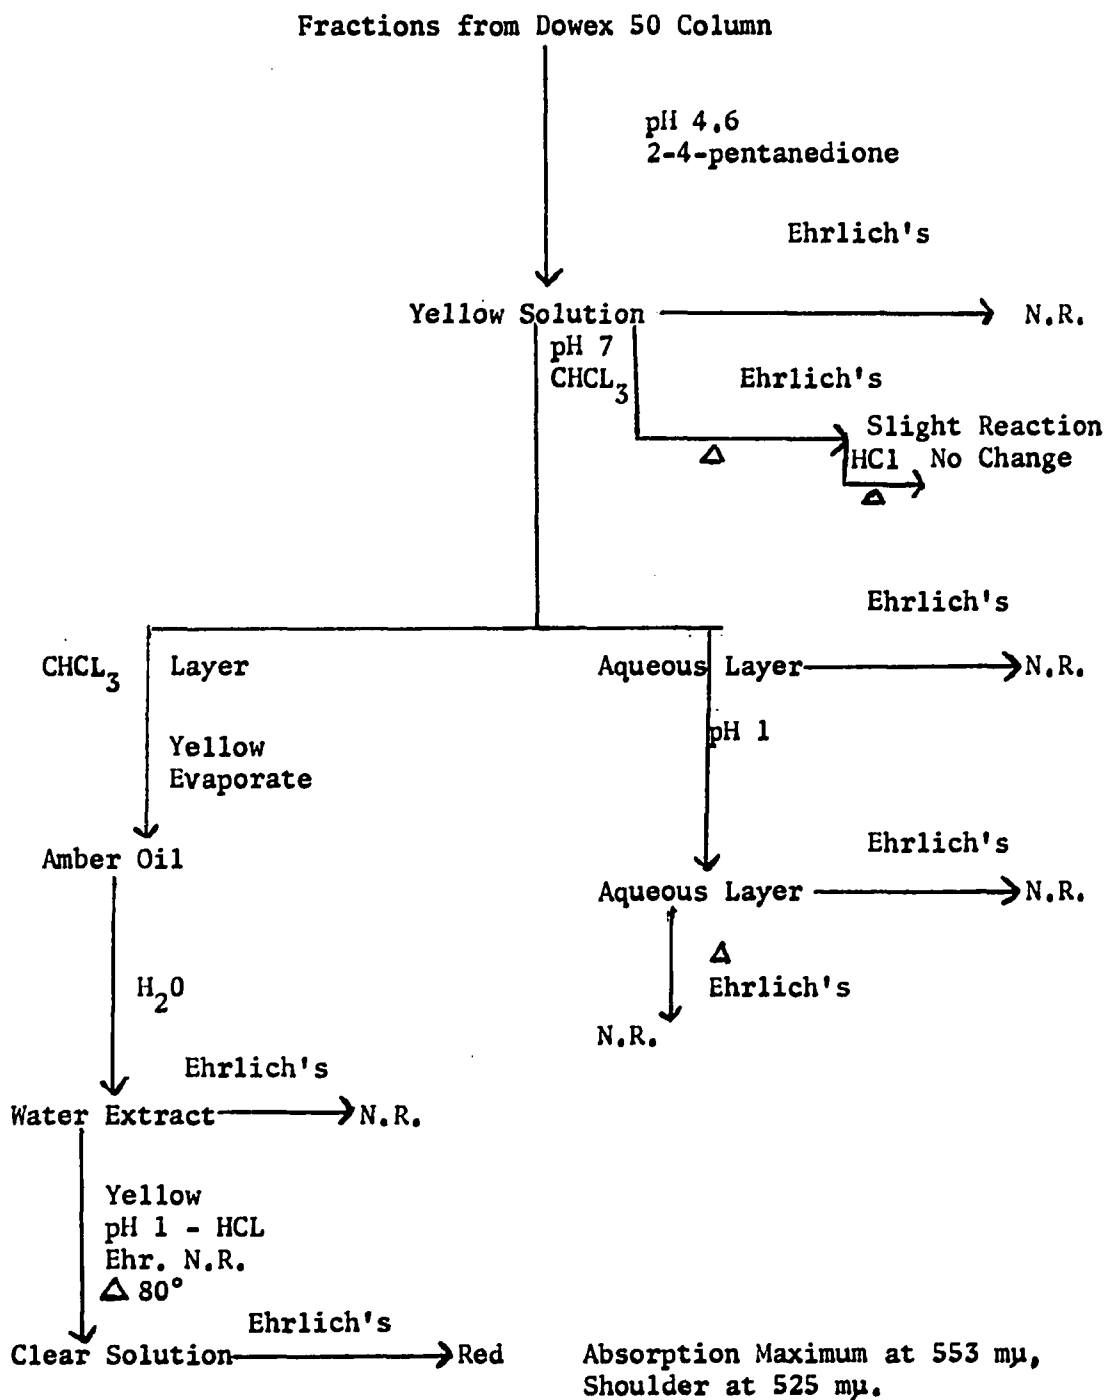 Fractions from Dowex 50 Column
pH 4.6
2-4-pentanedione
Ehrlich's
Yellow Solution
N.R.
pH 7
CHCL3
Ehrlich's
Slight Reaction
HCl No Change
Δ
Δ
Ehrlich's
CHCL3 Layer
Aqueous Layer
N.R.
pH 1
Yellow
Evaporate
Ehrlich's
Amber Oil
Aqueous Layer
N.R.
Δ
Ehrlich's
H2O
N.R.
Ehrlich's
Water Extract
N.R.
Yellow
pH 1 - HCL
Ehr. N.R.
Δ 80°
Ehrlich's
Clear Solution
Red
Absorption Maximum at 553 mµ,
Shoulder at 525 mµ.